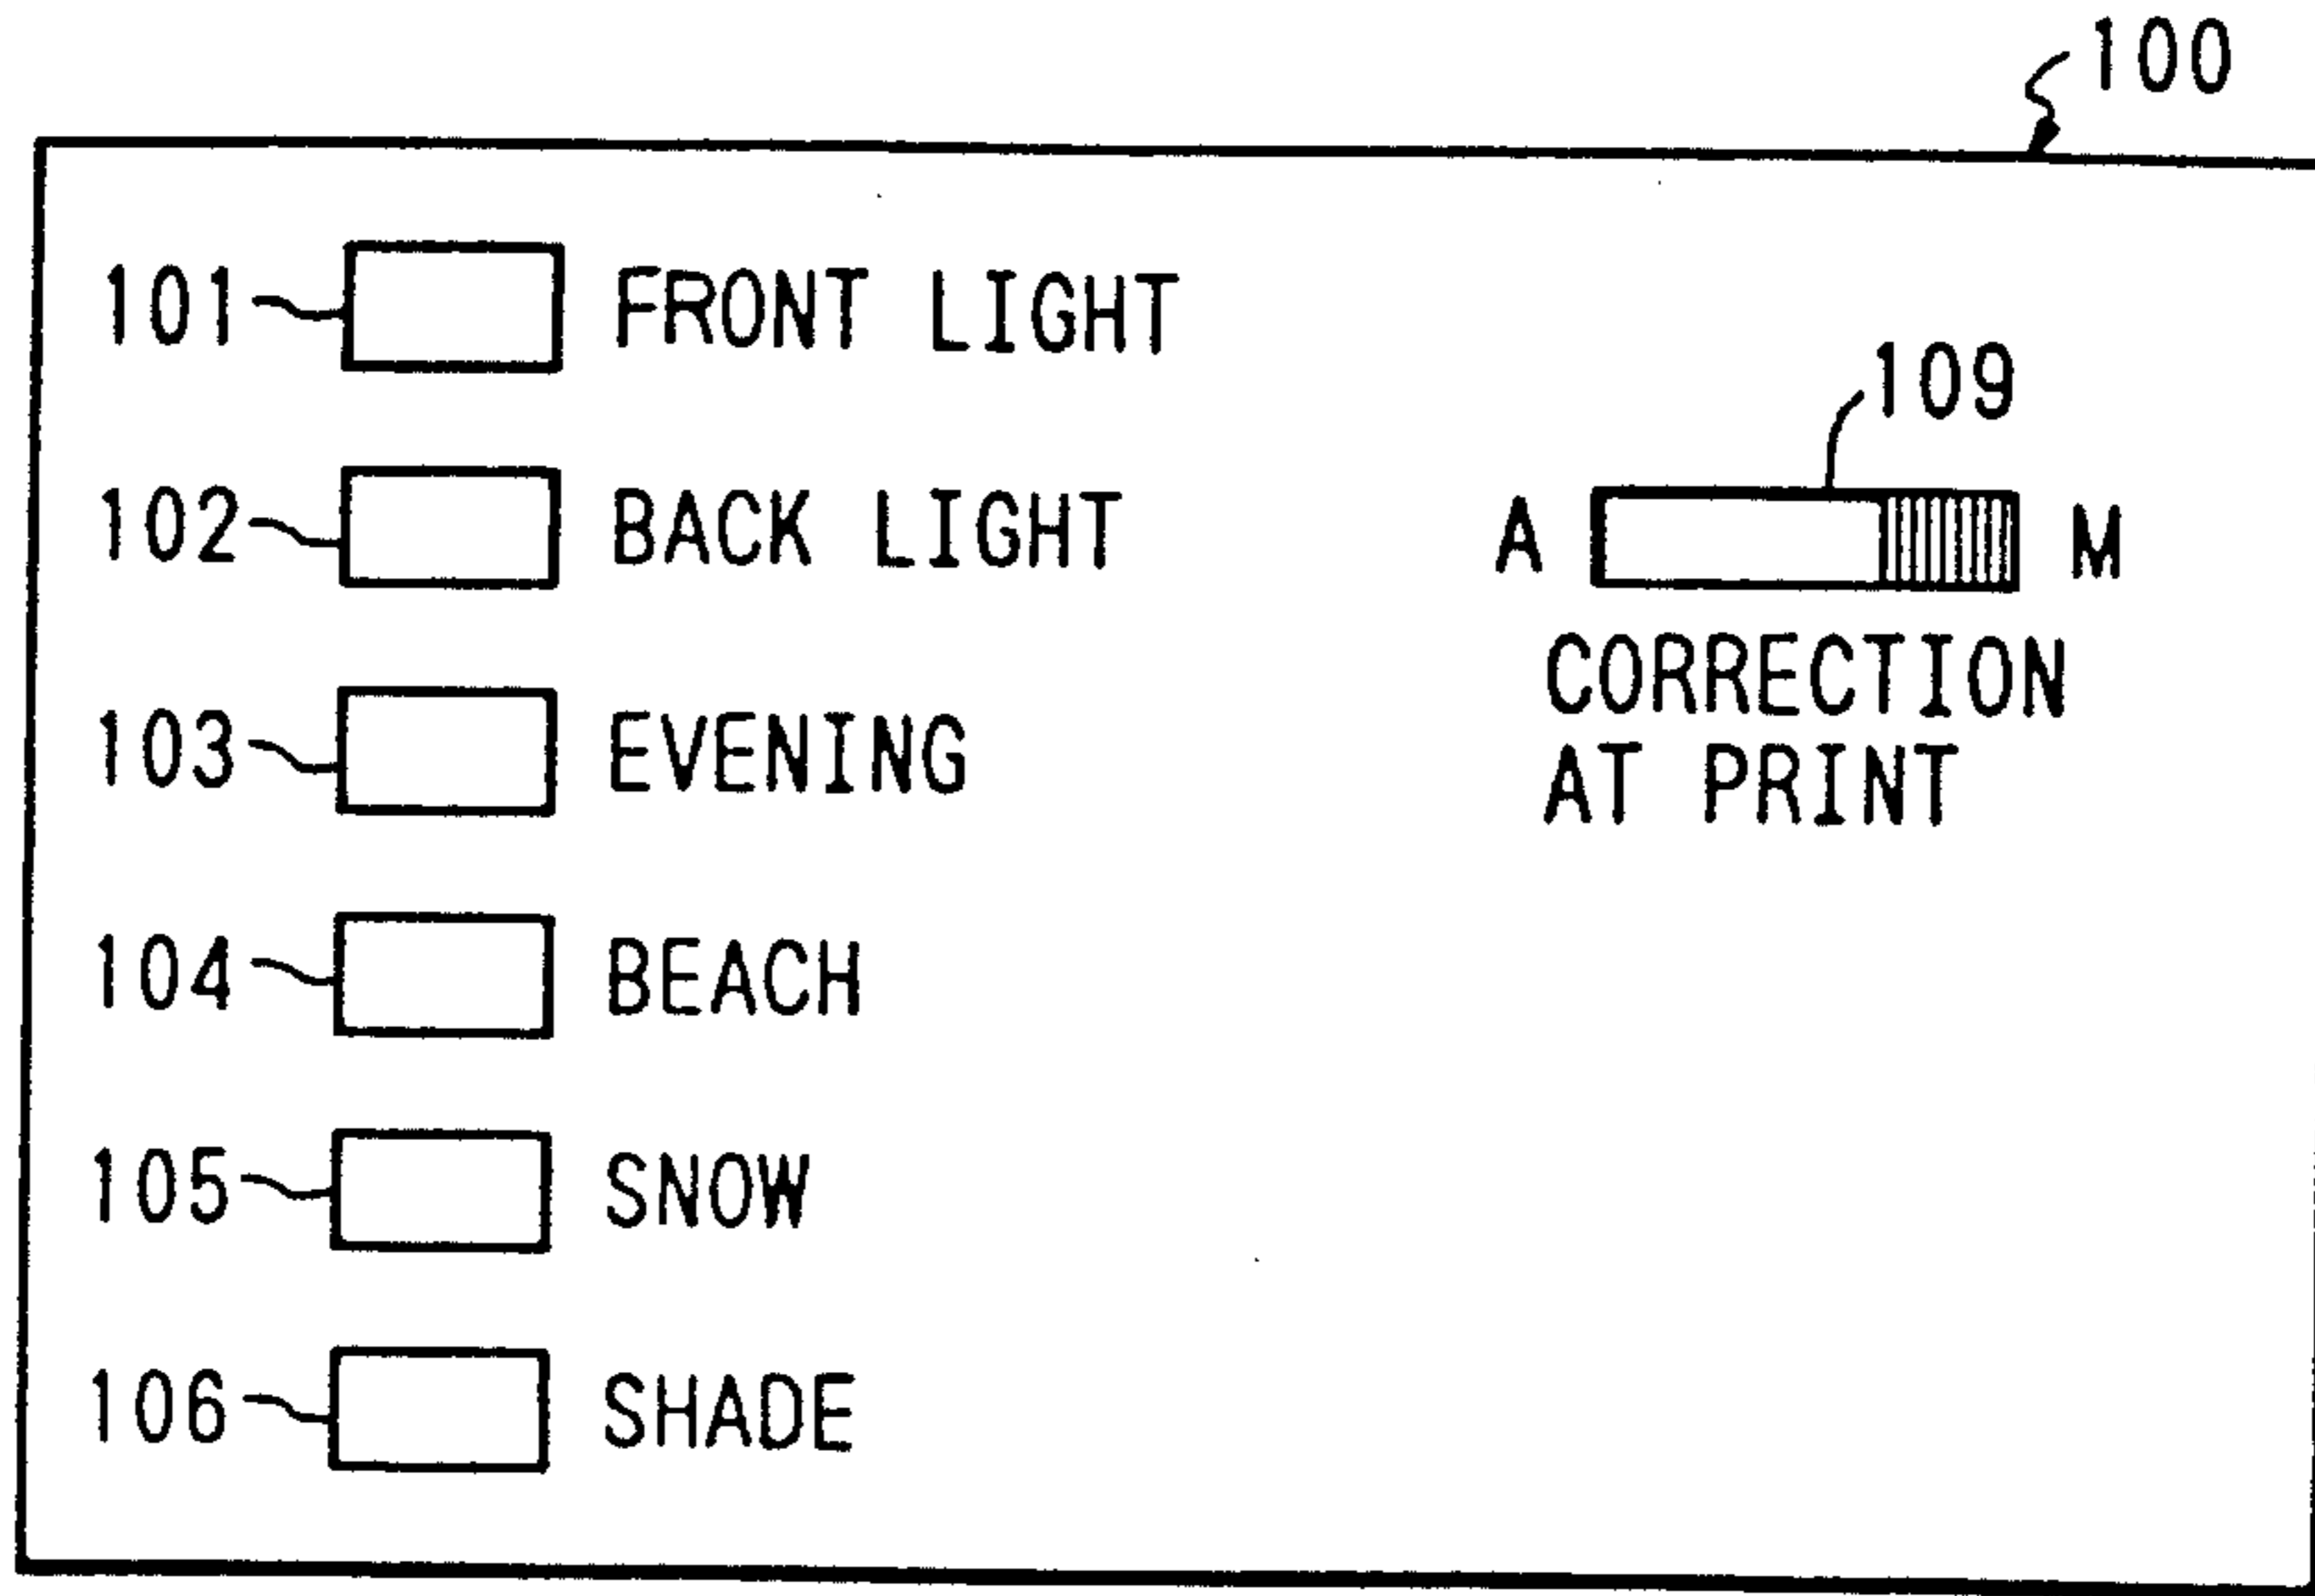 100
101 FRONT LIGHT
109
102 BACK LIGHT
A M
CORRECTION
AT PRINT
103 EVENING
104 BEACH
105 SNOW
106 SHADE